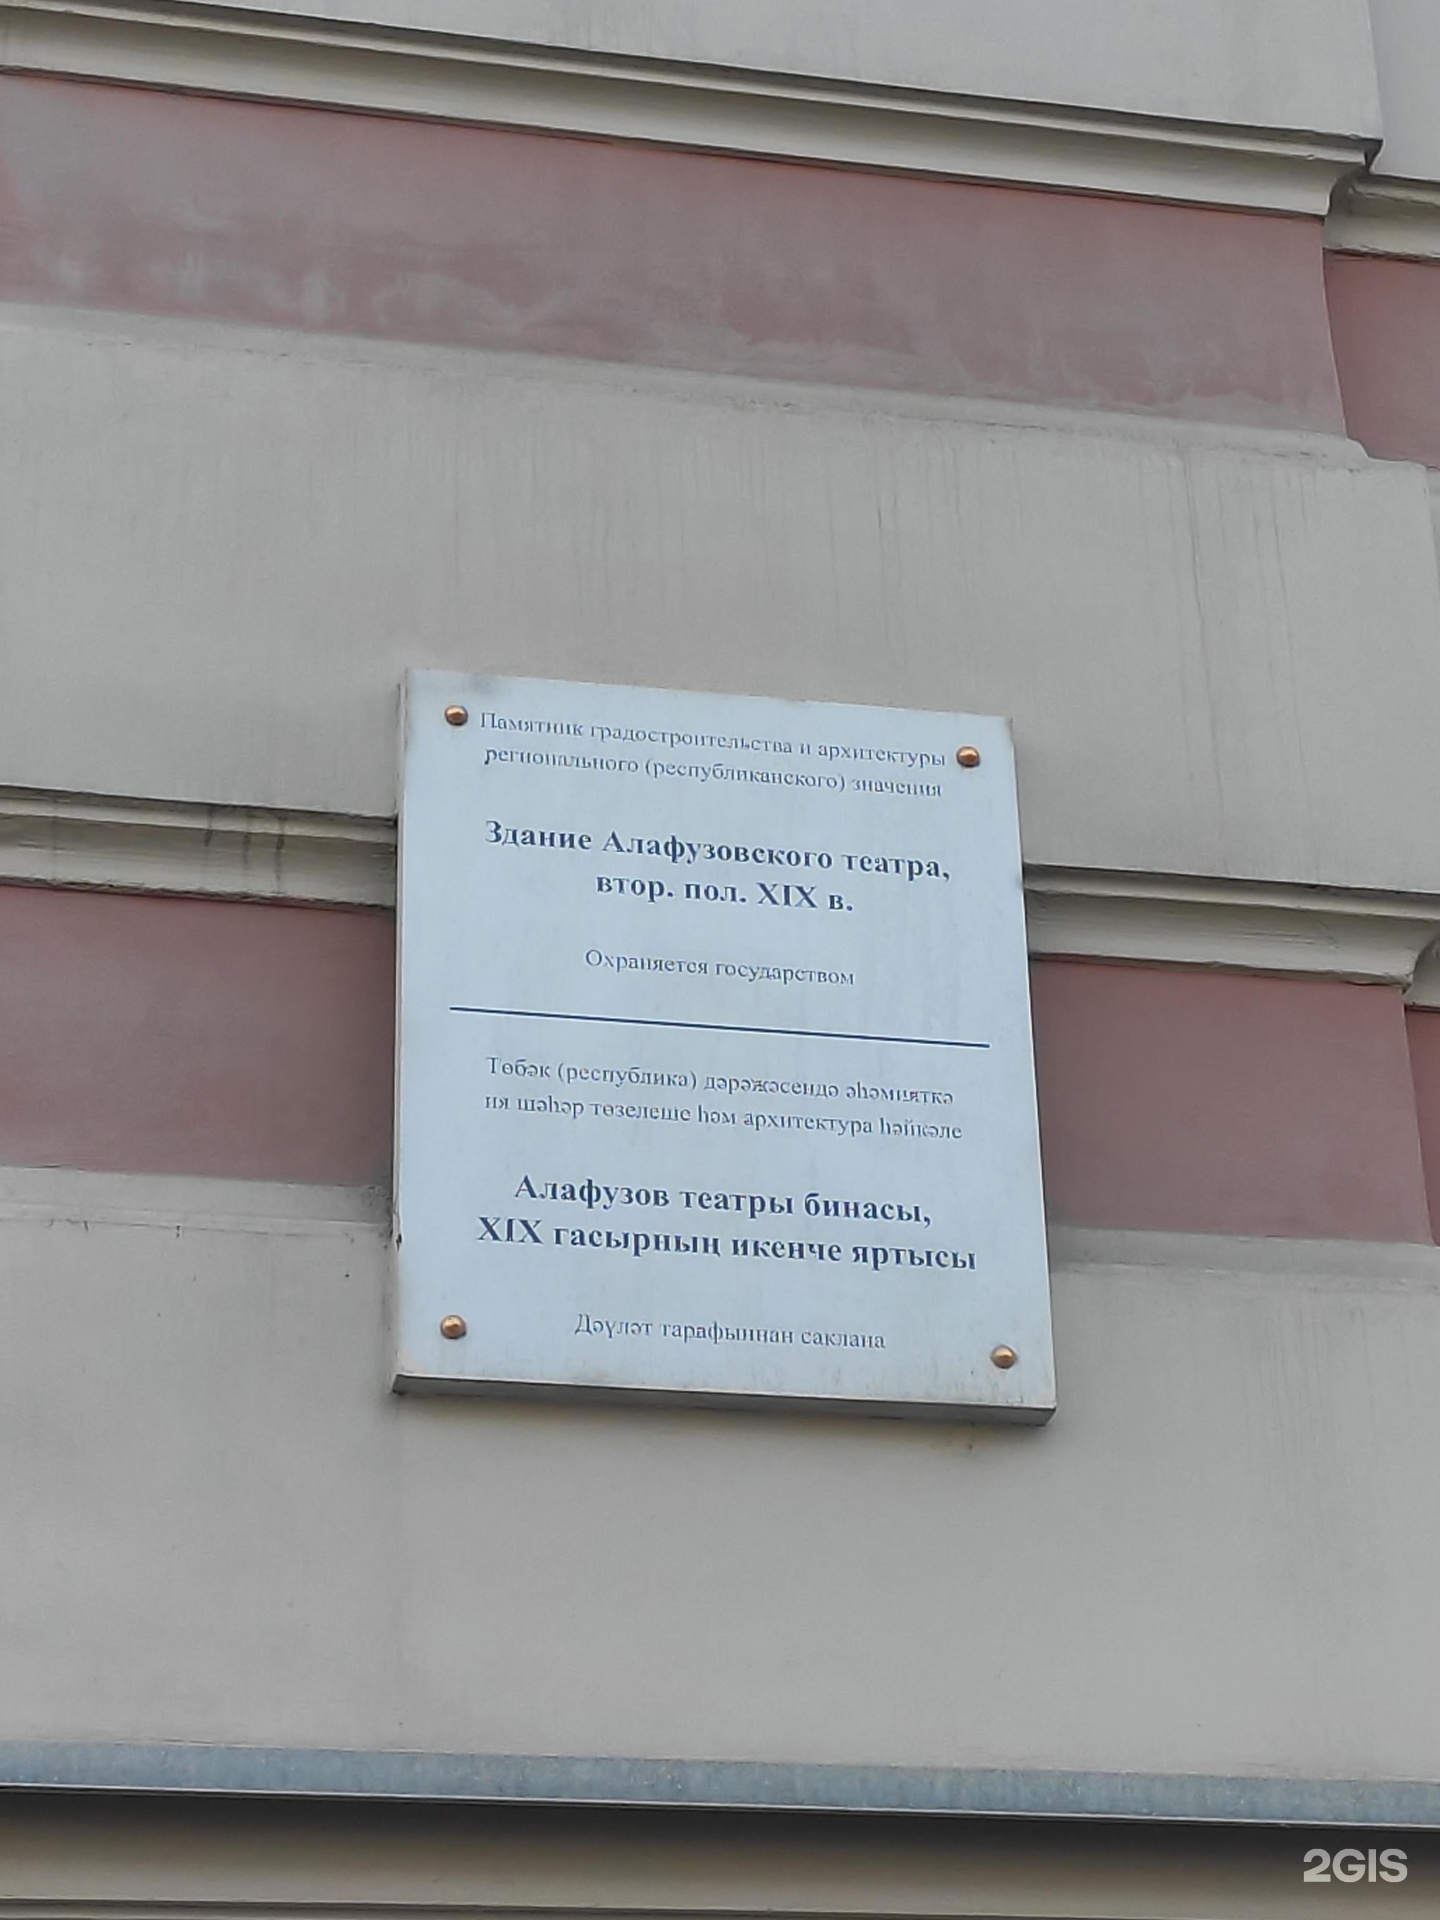 Памятник градостроительства и архитектуры
регионального (республиканского) значения
Здание Алафузовского театра,
втор. пол. XIX в.
Охраняется государством
Төбәк (республика) дәрәҗәсендә әһәмияткә
ия шәһәр төзелеше һәм архитектура һәйкәле
Алафузов театры бинасы,
XIX гасырның икенче яртысы
Дәүләт тарафыннан саклана
2GIS